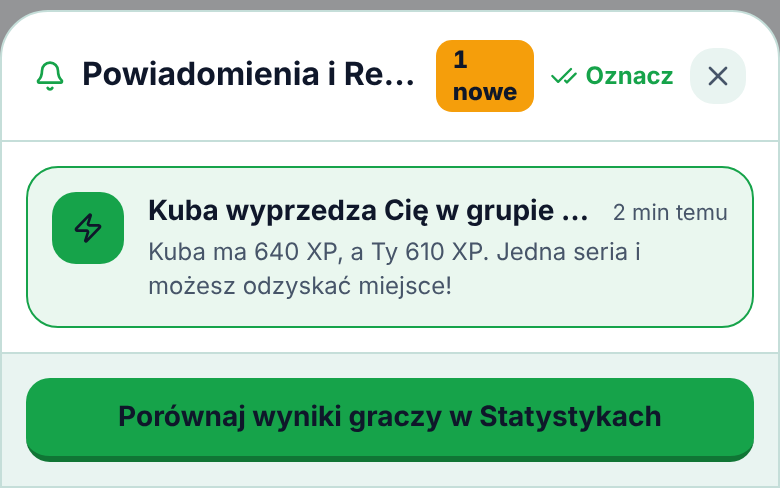 Powiadomienia i Re...
1
nowe
Oznacz
Kuba wyprzedza Cię w grupie ...
2 min temu
Kuba ma 640 XP, a Ty 610 XP. Jedna seria i
możesz odzyskać miejsce!
Porównaj wyniki graczy w Statystykach